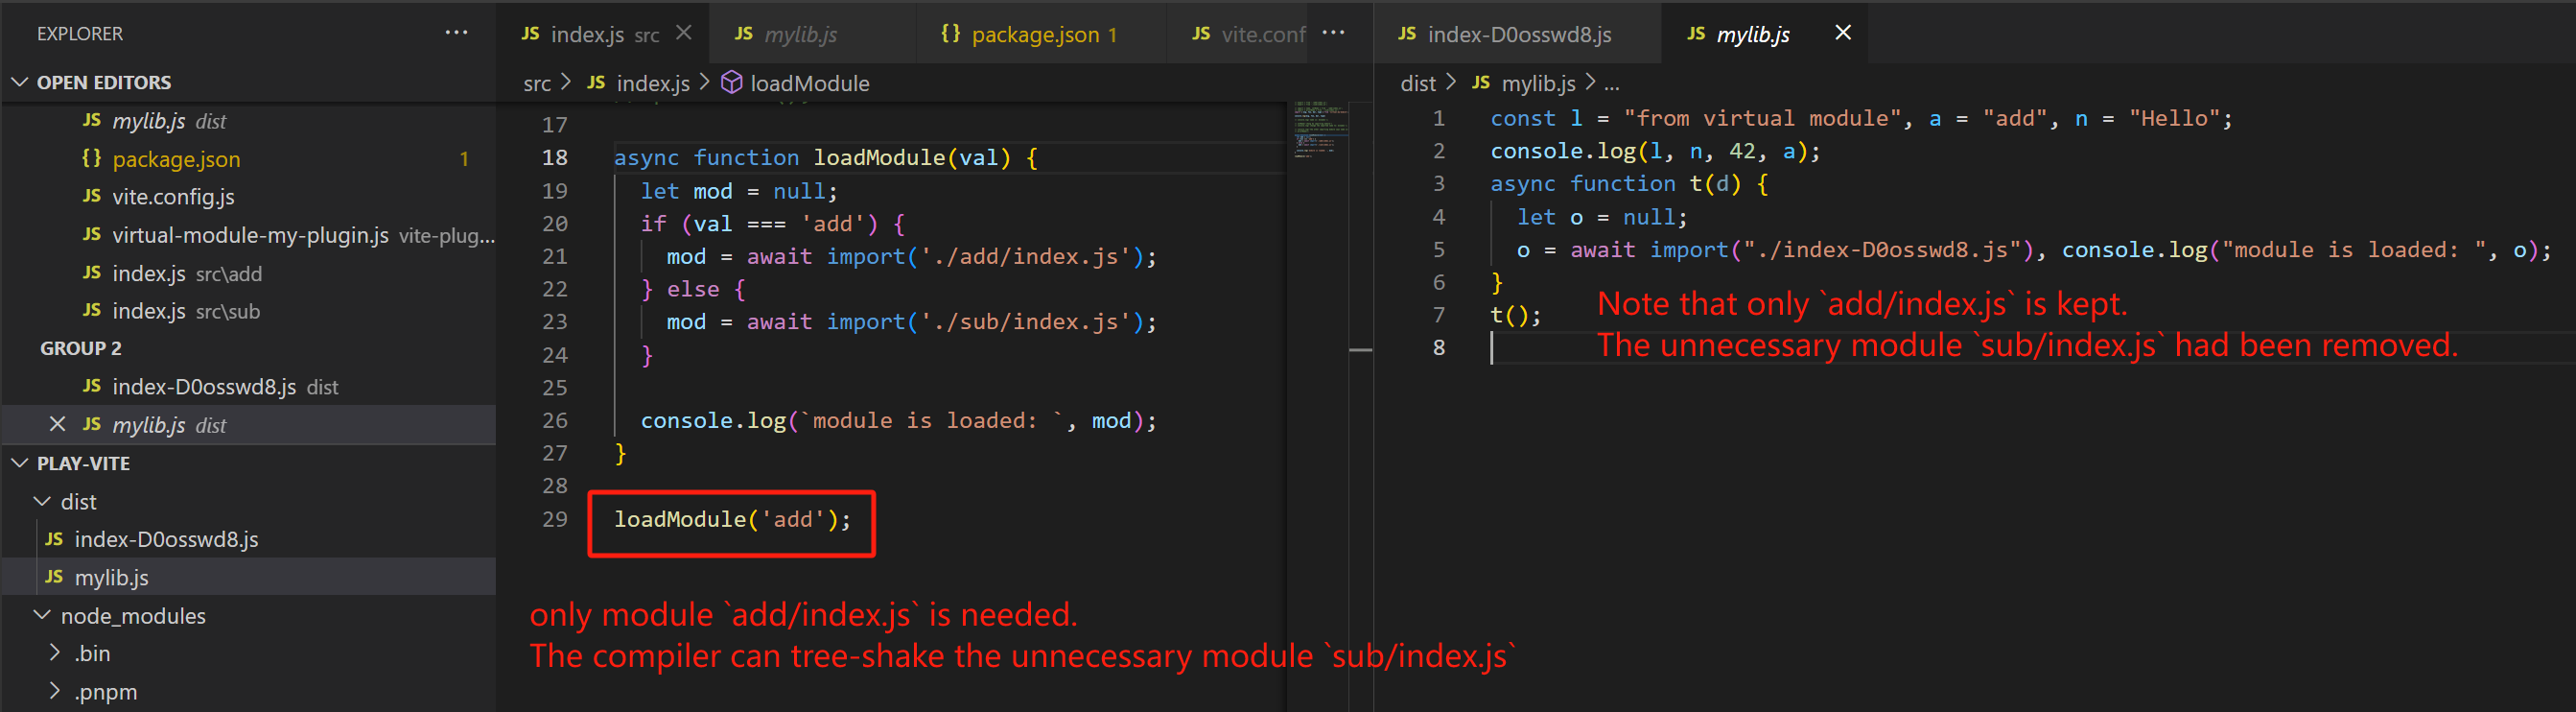 EXPLORER
···
OPEN EDITORS
JS mylib.js dist
{} package.json 1
JS vite.config.js
JS virtual-module-my-plugin.js vite-plug...
JS index.js src\add
JS index.js src\sub
GROUP 2
JS index-D0osswd8.js dist
JS mylib.js dist
PLAY-VITE
dist
JS index-D0osswd8.js
JS mylib.js
node_modules
.bin
.pnpm
JS index.js src
JS mylib.js
{} package.json 1
JS vite.conf
···
src > JS index.js > loadModule
17
18 async function loadModule(val) {
19 let mod = null;
20 if (val === 'add') {
21 mod = await import('./add/index.js');
22 } else {
23 mod = await import('./sub/index.js');
24 }
25
26 console.log(`module is loaded: `, mod);
27 }
28
29 loadModule('add');
only module `add/index.js` is needed.
The compiler can tree-shake the unnecessary module `sub/index.js`
JS index-D0osswd8.js
JS mylib.js
dist > JS mylib.js > ...
1 const l = "from virtual module", a = "add", n = "Hello";
2 console.log(l, n, 42, a);
3 async function t(d) {
4 let o = null;
5 o = await import("./index-D0osswd8.js"), console.log("module is loaded: ", o);
6 }
7 t();
8
Note that only `add/index.js` is kept.
The unnecessary module `sub/index.js` had been removed.